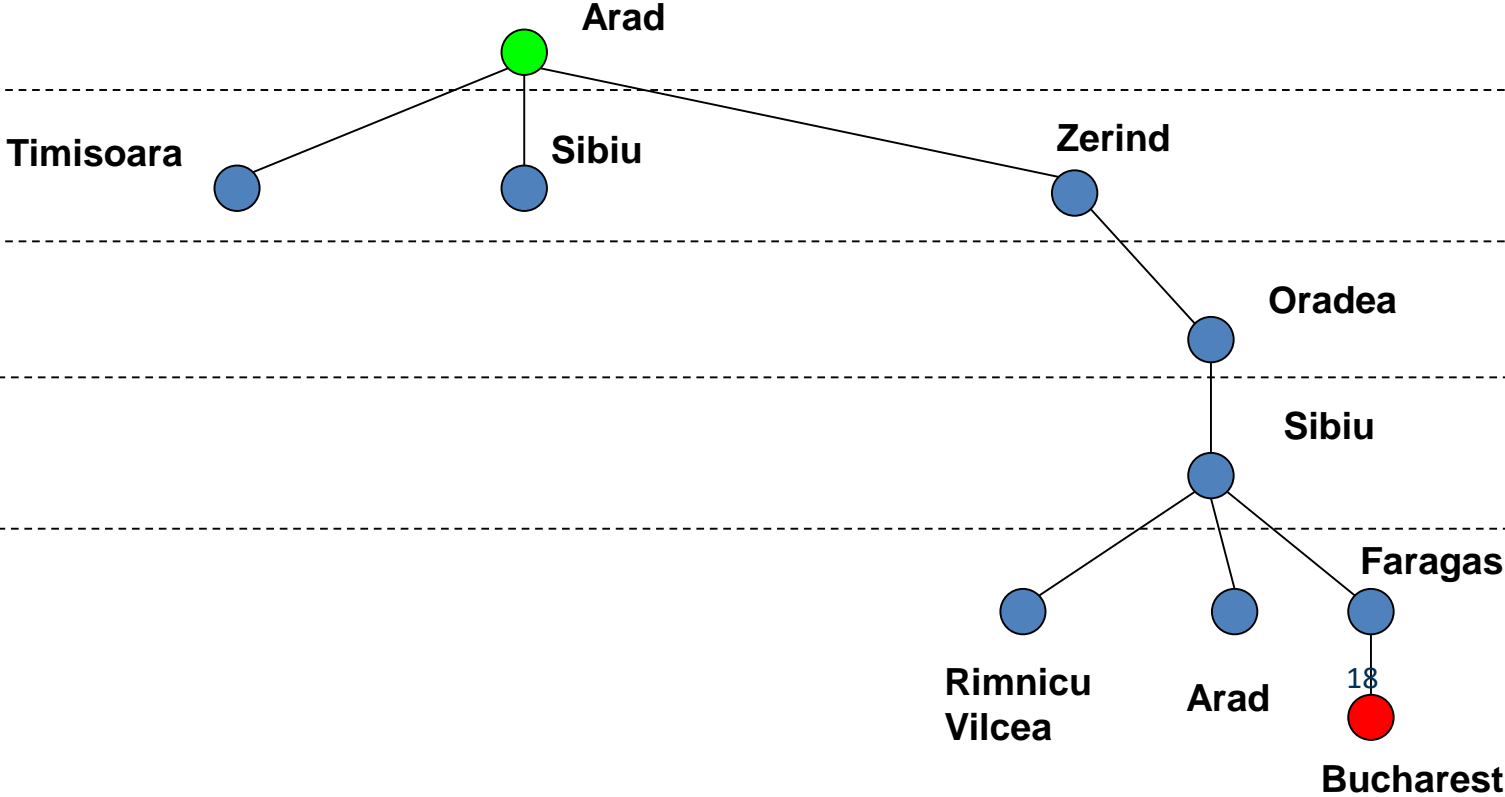 Arad
Timisoara
Sibiu
Zerind
Oradea
Sibiu
Faragas
Rimnicu
Vilcea
Arad
18
Bucharest